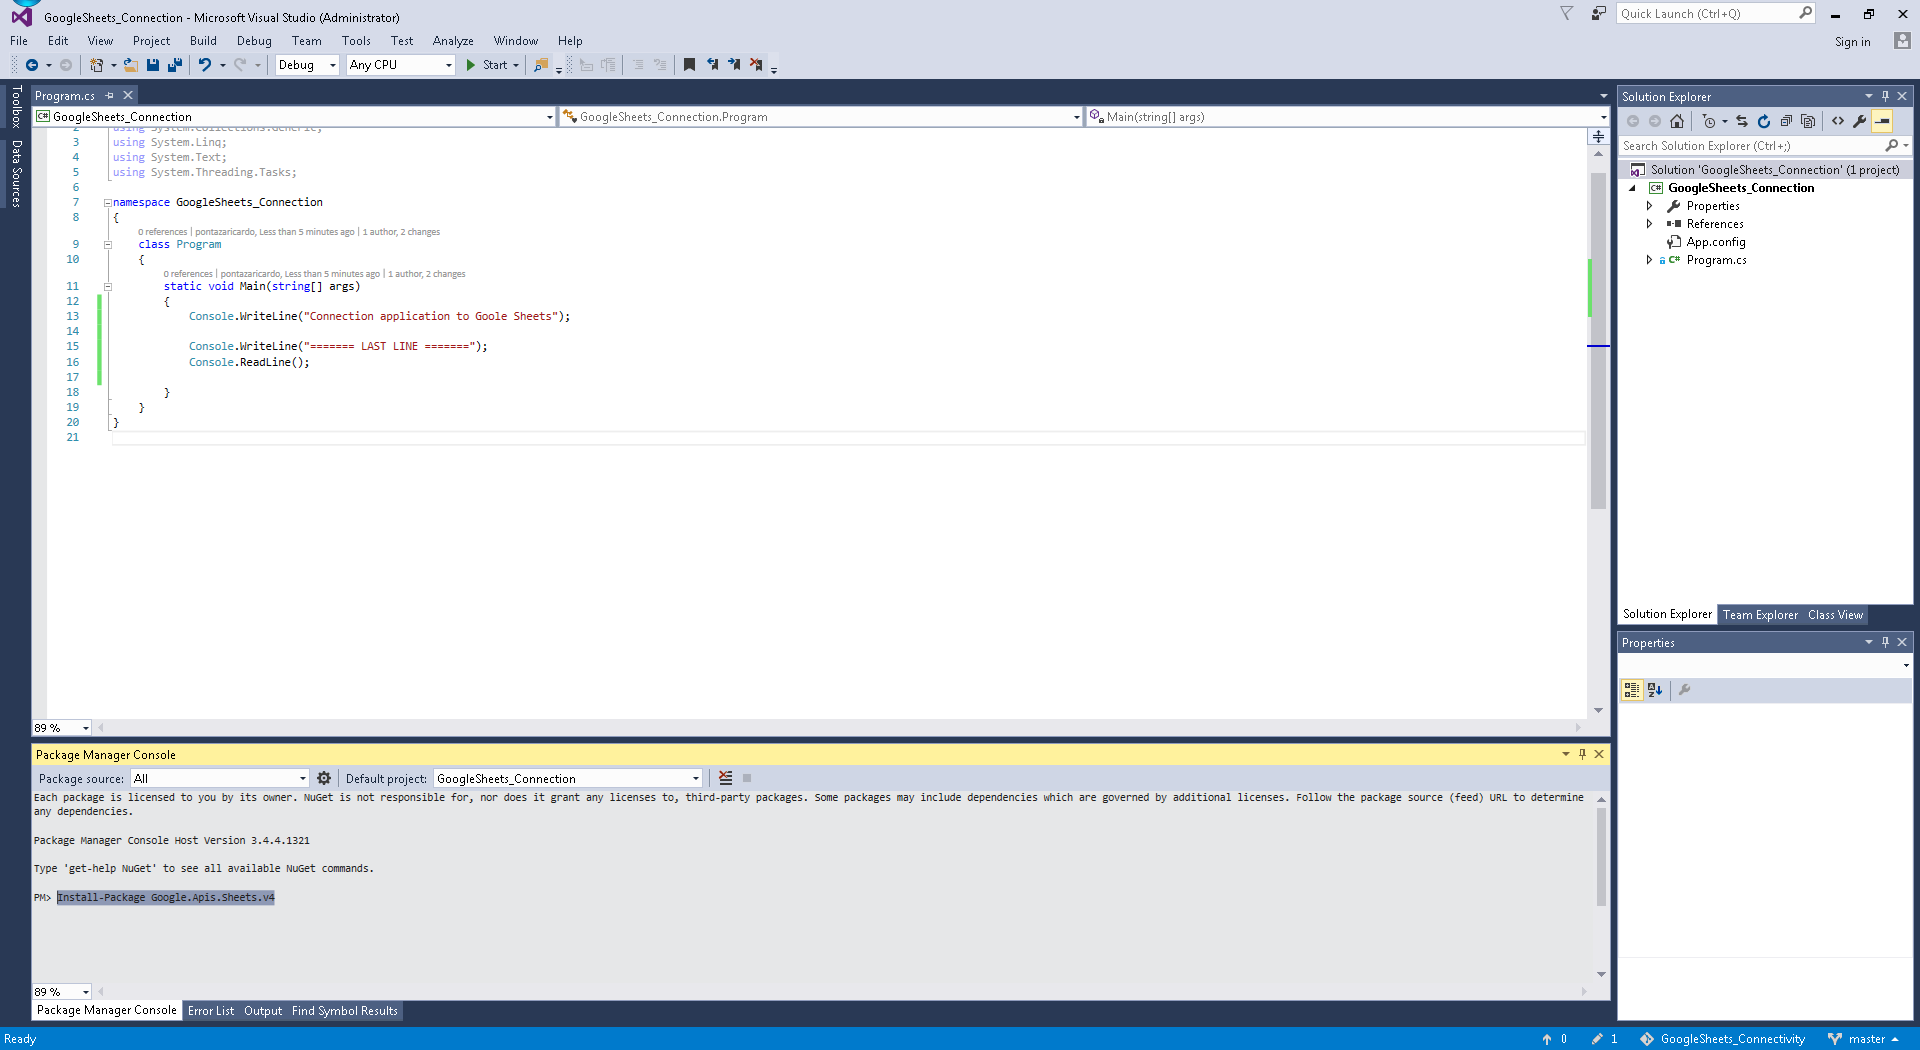 GoogleSheets_Connection - Microsoft Visual Studio (Administrator)
Quick Launch (Ctrl+Q)
File Edit View Project Build Debug Team Tools Test Analyze Window Help
Sign in
Debug Any CPU Start
Toolbox
Data Sources
Program.cs
GoogleSheets_Connection GoogleSheets_Connection.Program Main(string[] args)
2 using System.Collections.Generic;
3 using System.Linq;
4 using System.Text;
5 using System.Threading.Tasks;
6
7 namespace GoogleSheets_Connection
8 {
0 references | pontazaricardo, Less than 5 minutes ago | 1 author, 2 changes
9 class Program
10 {
0 references | pontazaricardo, Less than 5 minutes ago | 1 author, 2 changes
11 static void Main(string[] args)
12 {
13 Console.WriteLine("Connection application to Goole Sheets");
14
15 Console.WriteLine("======= LAST LINE =======");
16 Console.ReadLine();
17
18 }
19 }
20 }
21
89 %
Solution Explorer
Search Solution Explorer (Ctrl+;)
Solution 'GoogleSheets_Connection' (1 project)
C# GoogleSheets_Connection
Properties
References
App.config
C# Program.cs
Solution Explorer Team Explorer Class View
Properties
Package Manager Console
Package source: All Default project: GoogleSheets_Connection
Each package is licensed to you by its owner. NuGet is not responsible for, nor does it grant any licenses to, third-party packages. Some packages may include dependencies which are governed by additional licenses. Follow the package source (feed) URL to determine
any dependencies.
Package Manager Console Host Version 3.4.4.1321
Type 'get-help NuGet' to see all available NuGet commands.
PM> Install-Package Google.Apis.Sheets.v4
89 %
Package Manager Console Error List Output Find Symbol Results
Ready
0 1 GoogleSheets_Connectivity master